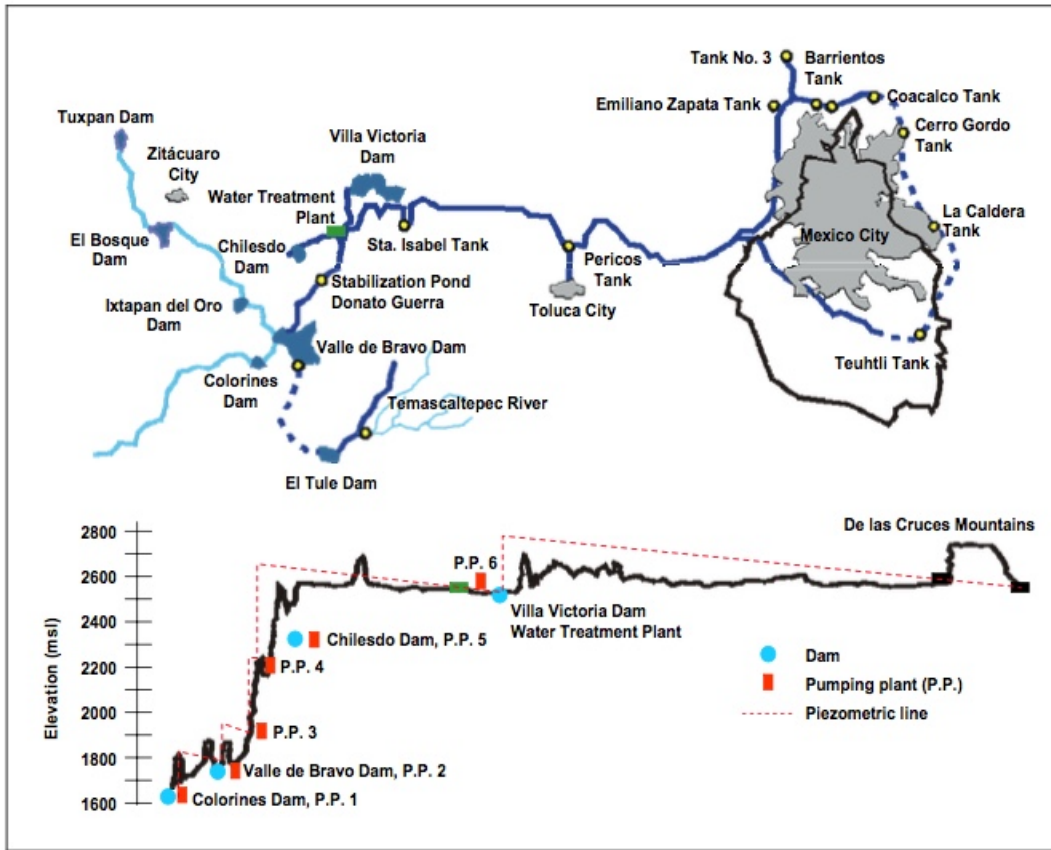 Tank No. 3
Barrientos
Tank
Emiliano Zapata Tank
Coacalco Tank
Cerro Gordo
Tank
Tuxpan Dam
Zitácuaro
City
Villa Victoria
Dam
Water Treatment
Plant
El Bosque
Dam
Chilesdo
Dam
Sta. Isabel Tank
La Caldera
Tank
Mexico City
Pericos
Tank
Stabilization Pond
Donato Guerra
Ixtapan del Oro
Dam
Toluca City
Valle de Bravo Dam
Teuhtli Tank
Colorines
Dam
Temascaltepec River
El Tule Dam
Elevation (msl)
2800
2600
2400
2200
2000
1800
1600
De las Cruces Mountains
P.P. 6
Villa Victoria Dam
Water Treatment Plant
Chilesdo Dam, P.P. 5
P.P. 4
P.P. 3
Valle de Bravo Dam, P.P. 2
Colorines Dam, P.P. 1
Dam
Pumping plant (P.P.)
Piezometric line